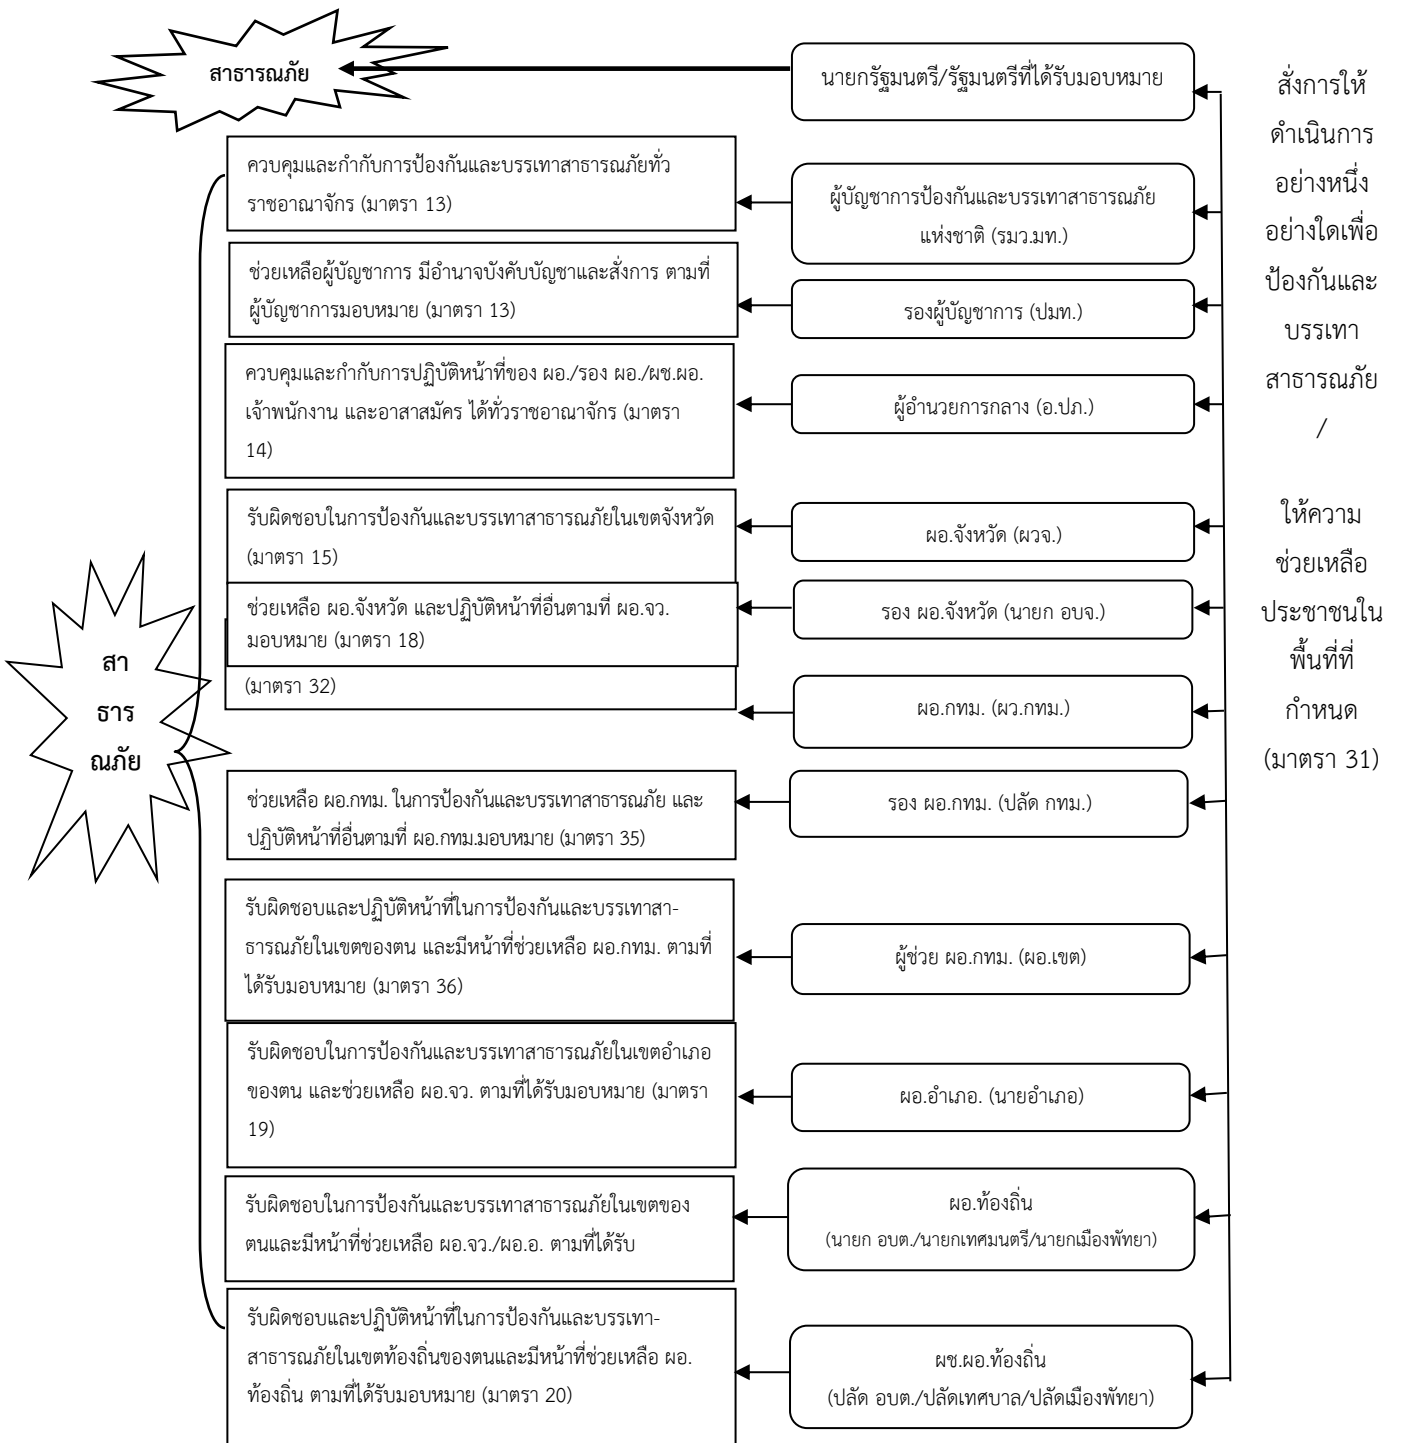 สาธารณภัย
นายกรัฐมนตรี/รัฐมนตรีที่ได้รับมอบหมาย
สั่งการให้
ดำเนินการ
อย่างหนึ่ง
อย่างใดเพื่อ
ป้องกันและ
บรรเทา
สาธารณภัย
/
ให้ความ
ช่วยเหลือ
ประชาชนใน
พื้นที่ที่
กำหนด
(มาตรา 31)
ควบคุมและกำกับการป้องกันและบรรเทาสาธารณภัยทั่ว
ราชอาณาจักร (มาตรา 13)
ผู้บัญชาการป้องกันและบรรเทาสาธารณภัย
แห่งชาติ (รมว.มท.)
ช่วยเหลือผู้บัญชาการ มีอำนาจบังคับบัญชาและสั่งการ ตามที่
ผู้บัญชาการมอบหมาย (มาตรา 13)
รองผู้บัญชาการ (ปมท.)
ควบคุมและกำกับการปฏิบัติหน้าที่ของ ผอ./รอง ผอ./ผช.ผอ.
เจ้าพนักงาน และอาสาสมัคร ได้ทั่วราชอาณาจักร (มาตรา
14)
ผู้อำนวยการกลาง (อ.ปภ.)
รับผิดชอบในการป้องกันและบรรเทาสาธารณภัยในเขตจังหวัด
(มาตรา 15)
ผอ.จังหวัด (ผวจ.)
ช่วยเหลือ ผอ.จังหวัด และปฏิบัติหน้าที่อื่นตามที่ ผอ.จว.
มอบหมาย (มาตรา 18)
รอง ผอ.จังหวัด (นายก อบจ.)
(มาตรา 32)
ผอ.กทม. (ผว.กทม.)
สา
ธาร
ณภัย
ช่วยเหลือ ผอ.กทม. ในการป้องกันและบรรเทาสาธารณภัย และ
ปฏิบัติหน้าที่อื่นตามที่ ผอ.กทม.มอบหมาย (มาตรา 35)
รอง ผอ.กทม. (ปลัด กทม.)
รับผิดชอบและปฏิบัติหน้าที่ในการป้องกันและบรรเทาสา-
ธารณภัยในเขตของตน และมีหน้าที่ช่วยเหลือ ผอ.กทม. ตามที่
ได้รับมอบหมาย (มาตรา 36)
ผู้ช่วย ผอ.กทม. (ผอ.เขต)
รับผิดชอบในการป้องกันและบรรเทาสาธารณภัยในเขตอำเภอ
ของตน และช่วยเหลือ ผอ.จว. ตามที่ได้รับมอบหมาย (มาตรา
19)
ผอ.อำเภอ. (นายอำเภอ)
รับผิดชอบในการป้องกันและบรรเทาสาธารณภัยในเขตของ
ตนและมีหน้าที่ช่วยเหลือ ผอ.จว./ผอ.อ. ตามที่ได้รับ
ผอ.ท้องถิ่น
(นายก อบต./นายกเทศมนตรี/นายกเมืองพัทยา)
รับผิดชอบและปฏิบัติหน้าที่ในการป้องกันและบรรเทา-
สาธารณภัยในเขตท้องถิ่นของตนและมีหน้าที่ช่วยเหลือ ผอ.
ท้องถิ่น ตามที่ได้รับมอบหมาย (มาตรา 20)
ผช.ผอ.ท้องถิ่น
(ปลัด อบต./ปลัดเทศบาล/ปลัดเมืองพัทยา)